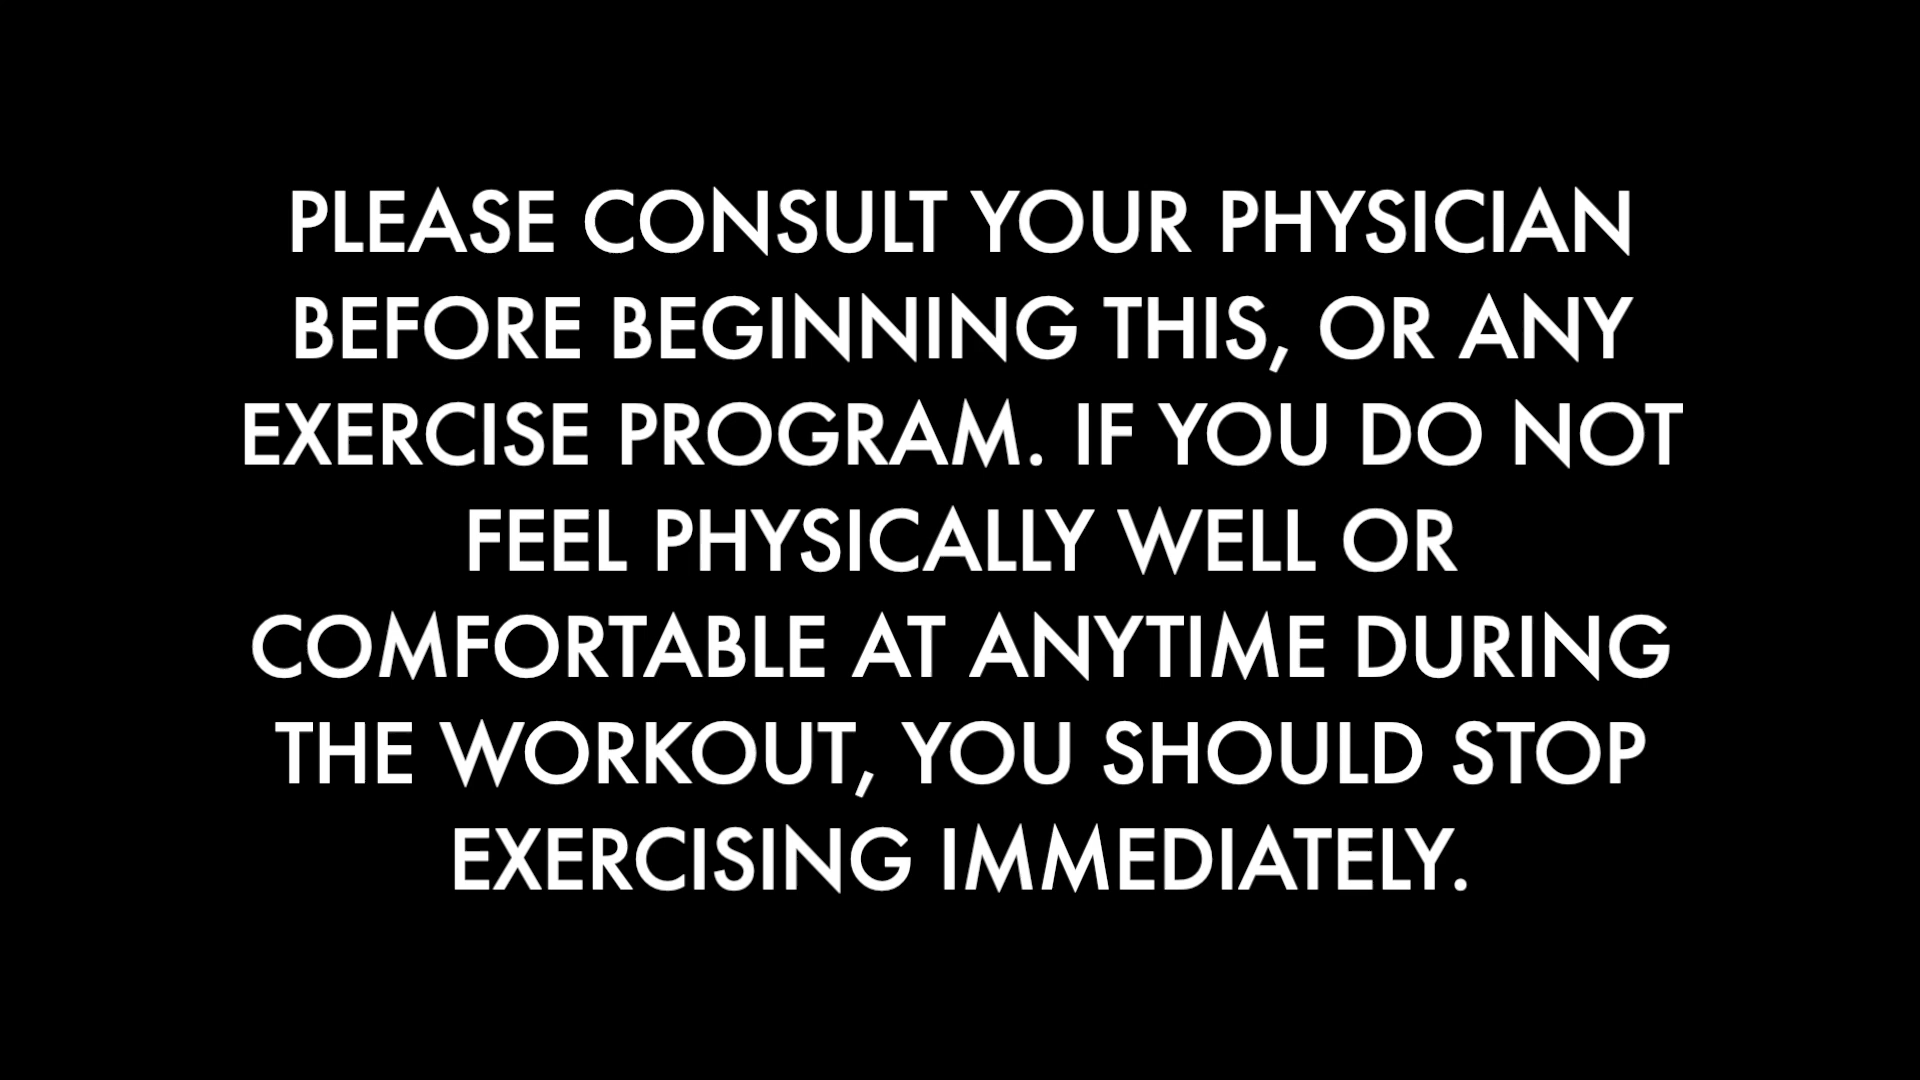 PLEASE CONSULT YOUR PHYSICIAN
BEFORE BEGINNING THIS, OR ANY
EXERCISE PROGRAM. IF YOU DO NOT
FEEL PHYSICALLY WELL OR
COMFORTABLE AT ANYTIME DURING
THE WORKOUT, YOU SHOULD STOP
EXERCISING IMMEDIATELY.